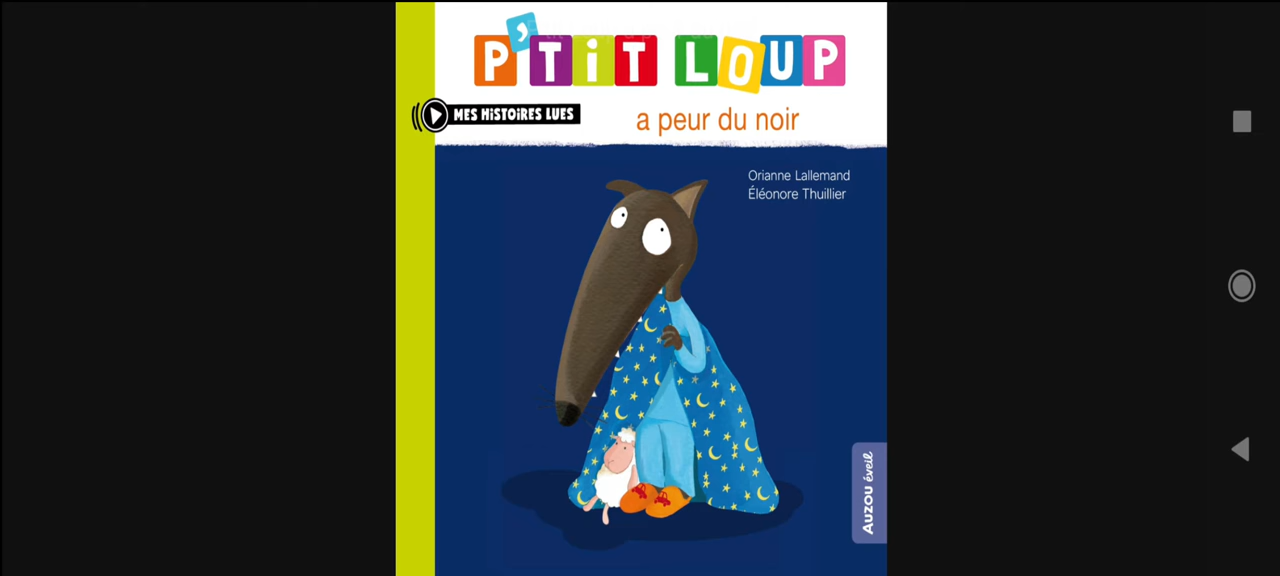 P'TiT LOUP
MES HiSTOiRES LUES
a peur du noir
Orianne Lallemand
Éléonore Thuillier
AUZOU éveil